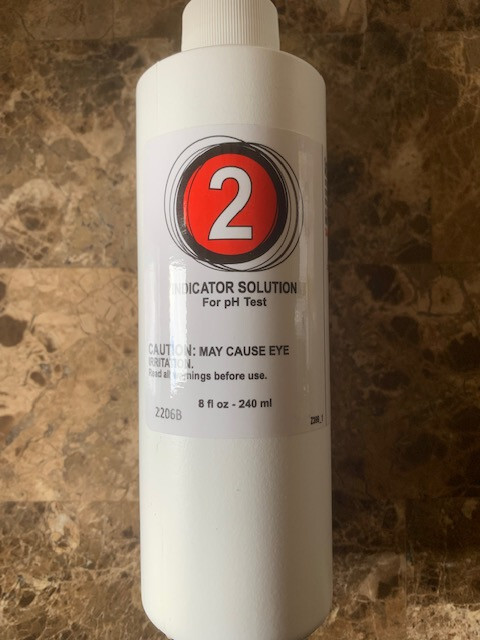 2
INDICATOR SOLUTION
For pH Test
CAUTION: MAY CAUSE EYE
IRRITATION.
Read all warnings before use.
8 fl oz - 240 ml
2206B